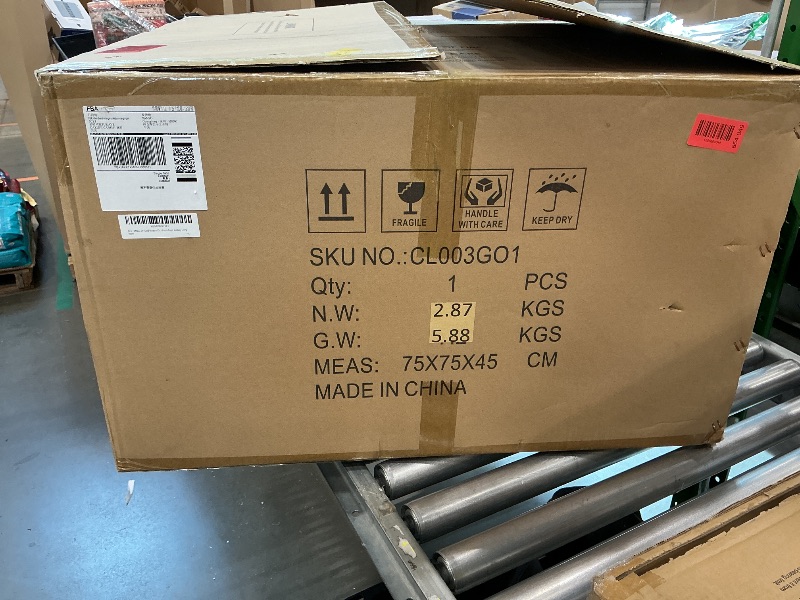 FBA
FRAGILE
HANDLE
WITH CARE
KEEP DRY
SKU NO.:CL003GO1
Qty: 1 PCS
N.W: 2.87 KGS
G.W: 5.88 KGS
MEAS: 75X75X45 CM
MADE IN CHINA